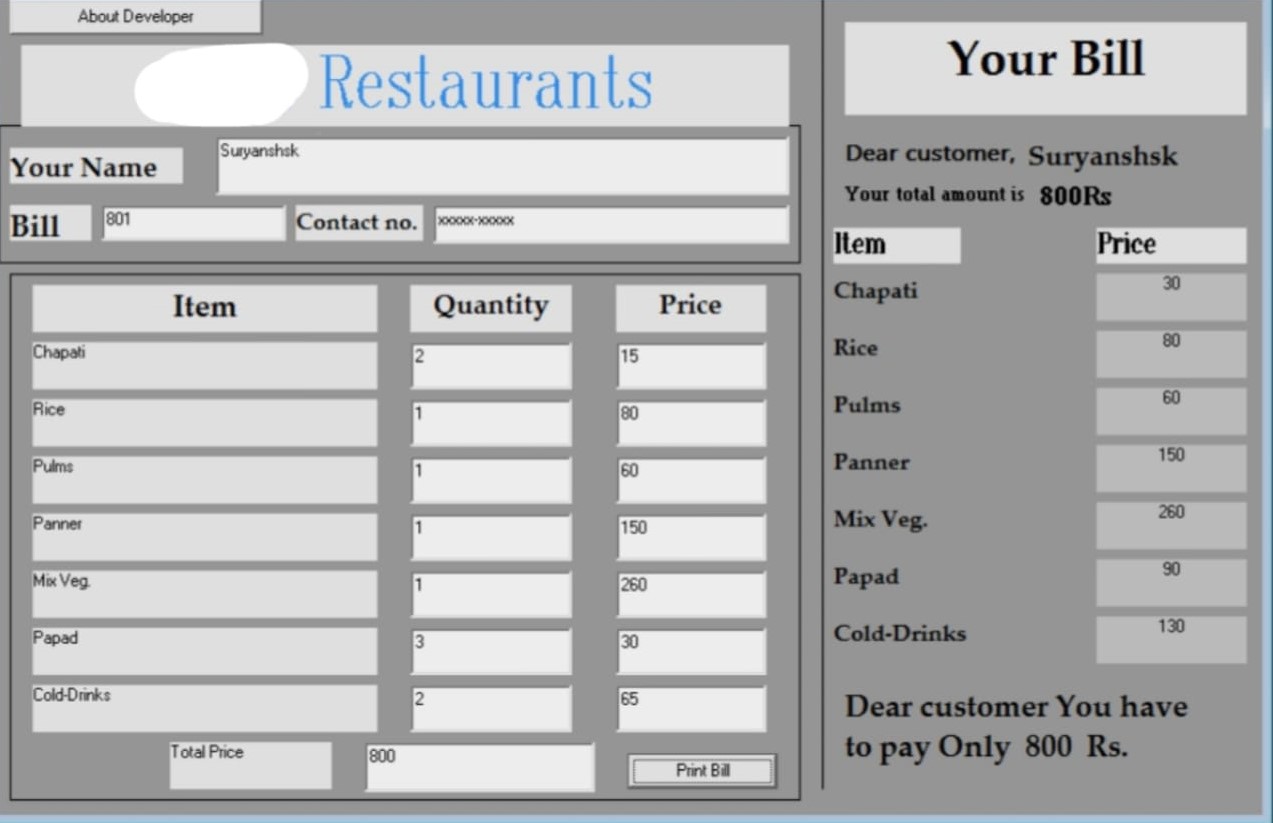 About Developer
Restaurants
Your Name Suryanshsk
Bill 801 Contact no. xxxxx-xxxxx
Item Quantity Price
Chapati 2 15
Rice 1 80
Pulms 1 60
Panner 1 150
Mix Veg. 1 260
Papad 3 30
Cold-Drinks 2 65
Total Price 800 Print Bill
Your Bill
Dear customer, Suryanshsk
Your total amount is 800Rs
Item Price
Chapati 30
Rice 80
Pulms 60
Panner 150
Mix Veg. 260
Papad 90
Cold-Drinks 130
Dear customer You have
to pay Only 800 Rs.